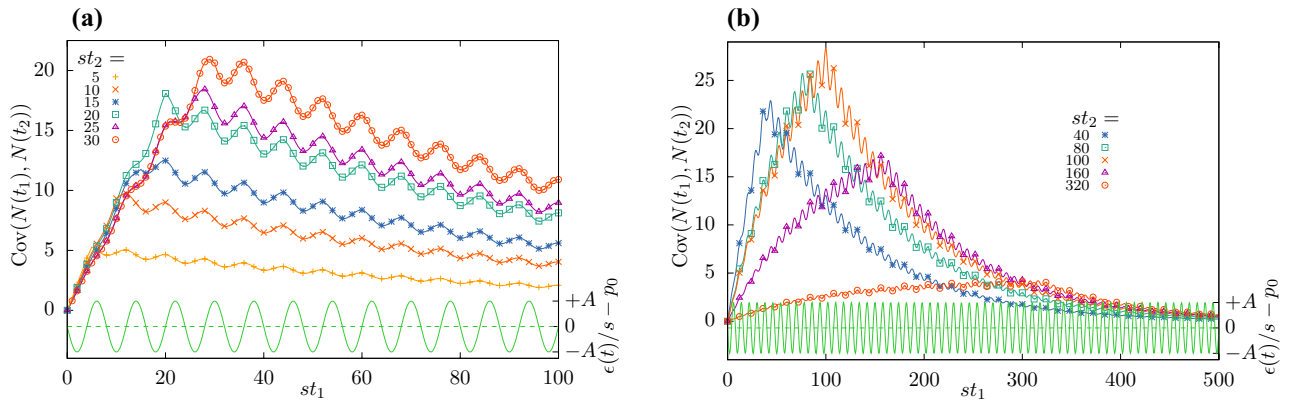 (a)
Cov(N(t₁), N(t₂))
20
15
10
5
0
st₂ =
5
10
15
20
25
30
+A
0
−A
ϵ(t)/s − p₀
0 20 40 60 80 100
st₁
(b)
Cov(N(t₁), N(t₂))
25
20
15
10
5
0
st₂ =
40
80
100
160
320
+A
0
−A
ϵ(t)/s − p₀
0 100 200 300 400 500
st₁